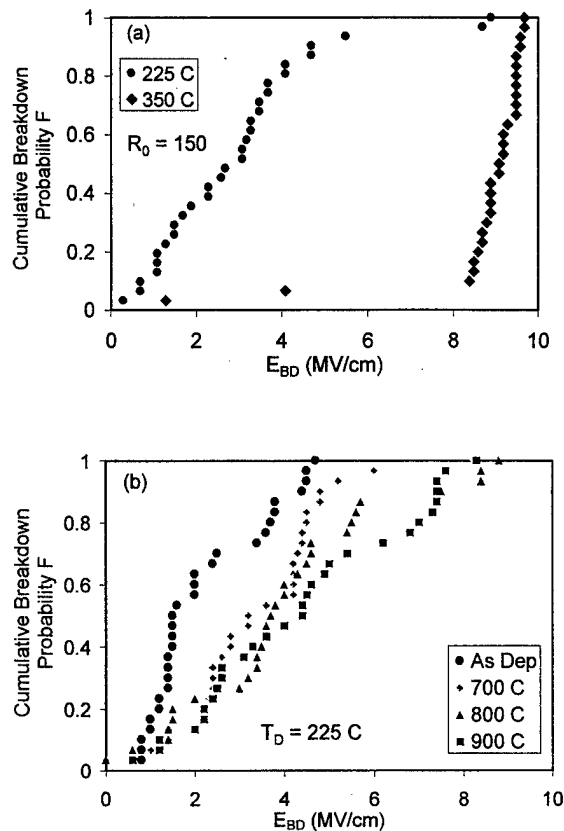 (a)
225 C
350 C
R₀ = 150
Cumulative Breakdown
Probability F
1
0.8
0.6
0.4
0.2
0
0 2 4 6 8 10
E_BD (MV/cm)
(b)
As Dep
700 C
800 C
900 C
T_D = 225 C
Cumulative Breakdown
Probability F
1
0.8
0.6
0.4
0.2
0
0 2 4 6 8 10
E_BD (MV/cm)